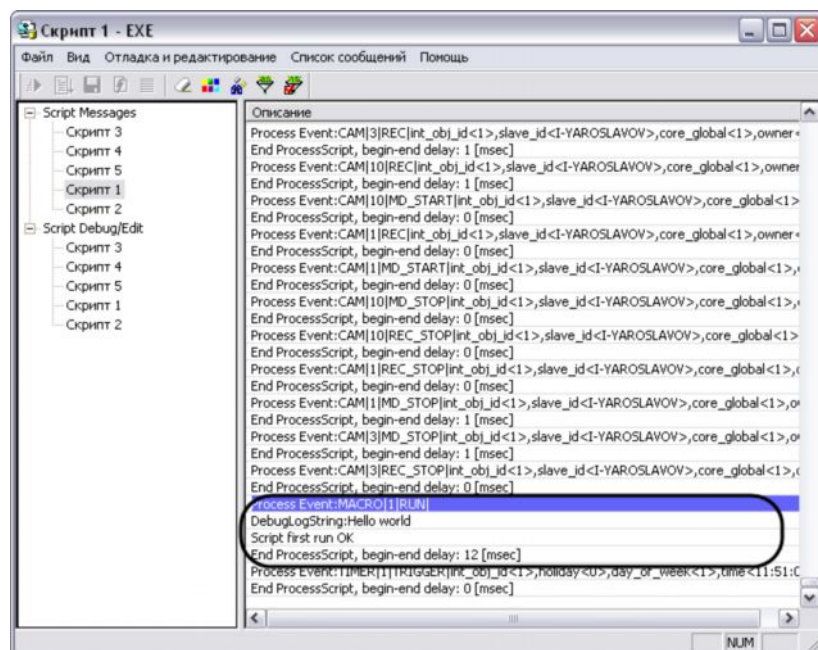 Скрипт 1 - EXE
Файл Вид Отладка и редактирование Список сообщений Помощь
Script Messages
Скрипт 3
Скрипт 4
Скрипт 5
Скрипт 1
Скрипт 2
Script Debug/Edit
Скрипт 3
Скрипт 4
Скрипт 5
Скрипт 1
Скрипт 2
Описание
Process Event:CAM|3|REC|int_obj_id<1>,slave_id<I-YAROSLAVOV>,core_global<1>,owner<
End ProcessScript, begin-end delay: 1 [msec]
Process Event:CAM|10|REC|int_obj_id<1>,slave_id<I-YAROSLAVOV>,core_global<1>,owner
End ProcessScript, begin-end delay: 1 [msec]
Process Event:CAM|10|MD_START|int_obj_id<1>,slave_id<I-YAROSLAVOV>,core_global<1>
End ProcessScript, begin-end delay: 0 [msec]
Process Event:CAM|1|REC|int_obj_id<1>,slave_id<I-YAROSLAVOV>,core_global<1>,owner<
End ProcessScript, begin-end delay: 0 [msec]
Process Event:CAM|1|MD_START|int_obj_id<1>,slave_id<I-YAROSLAVOV>,core_global<1>,
End ProcessScript, begin-end delay: 0 [msec]
Process Event:CAM|10|MD_STOP|int_obj_id<1>,slave_id<I-YAROSLAVOV>,core_global<1>,
End ProcessScript, begin-end delay: 0 [msec]
Process Event:CAM|10|REC_STOP|int_obj_id<1>,slave_id<I-YAROSLAVOV>,core_global<1>
End ProcessScript, begin-end delay: 0 [msec]
Process Event:CAM|1|REC_STOP|int_obj_id<1>,slave_id<I-YAROSLAVOV>,core_global<1>,
End ProcessScript, begin-end delay: 0 [msec]
Process Event:CAM|1|MD_STOP|int_obj_id<1>,slave_id<I-YAROSLAVOV>,core_global<1>,o
End ProcessScript, begin-end delay: 1 [msec]
Process Event:CAM|3|MD_STOP|int_obj_id<1>,slave_id<I-YAROSLAVOV>,core_global<1>,o
End ProcessScript, begin-end delay: 1 [msec]
Process Event:CAM|3|REC_STOP|int_obj_id<1>,slave_id<I-YAROSLAVOV>,core_global<1>,
End ProcessScript, begin-end delay: 0 [msec]
Process Event:MACRO|1|RUN|
DebugLogString:Hello world
Script first run OK
End ProcessScript, begin-end delay: 12 [msec]
Process Event:TIMER|1|TRIGGER|int_obj_id<1>,holiday<0>,day_of_week<1>,time<11:51:0
End ProcessScript, begin-end delay: 0 [msec]
NUM